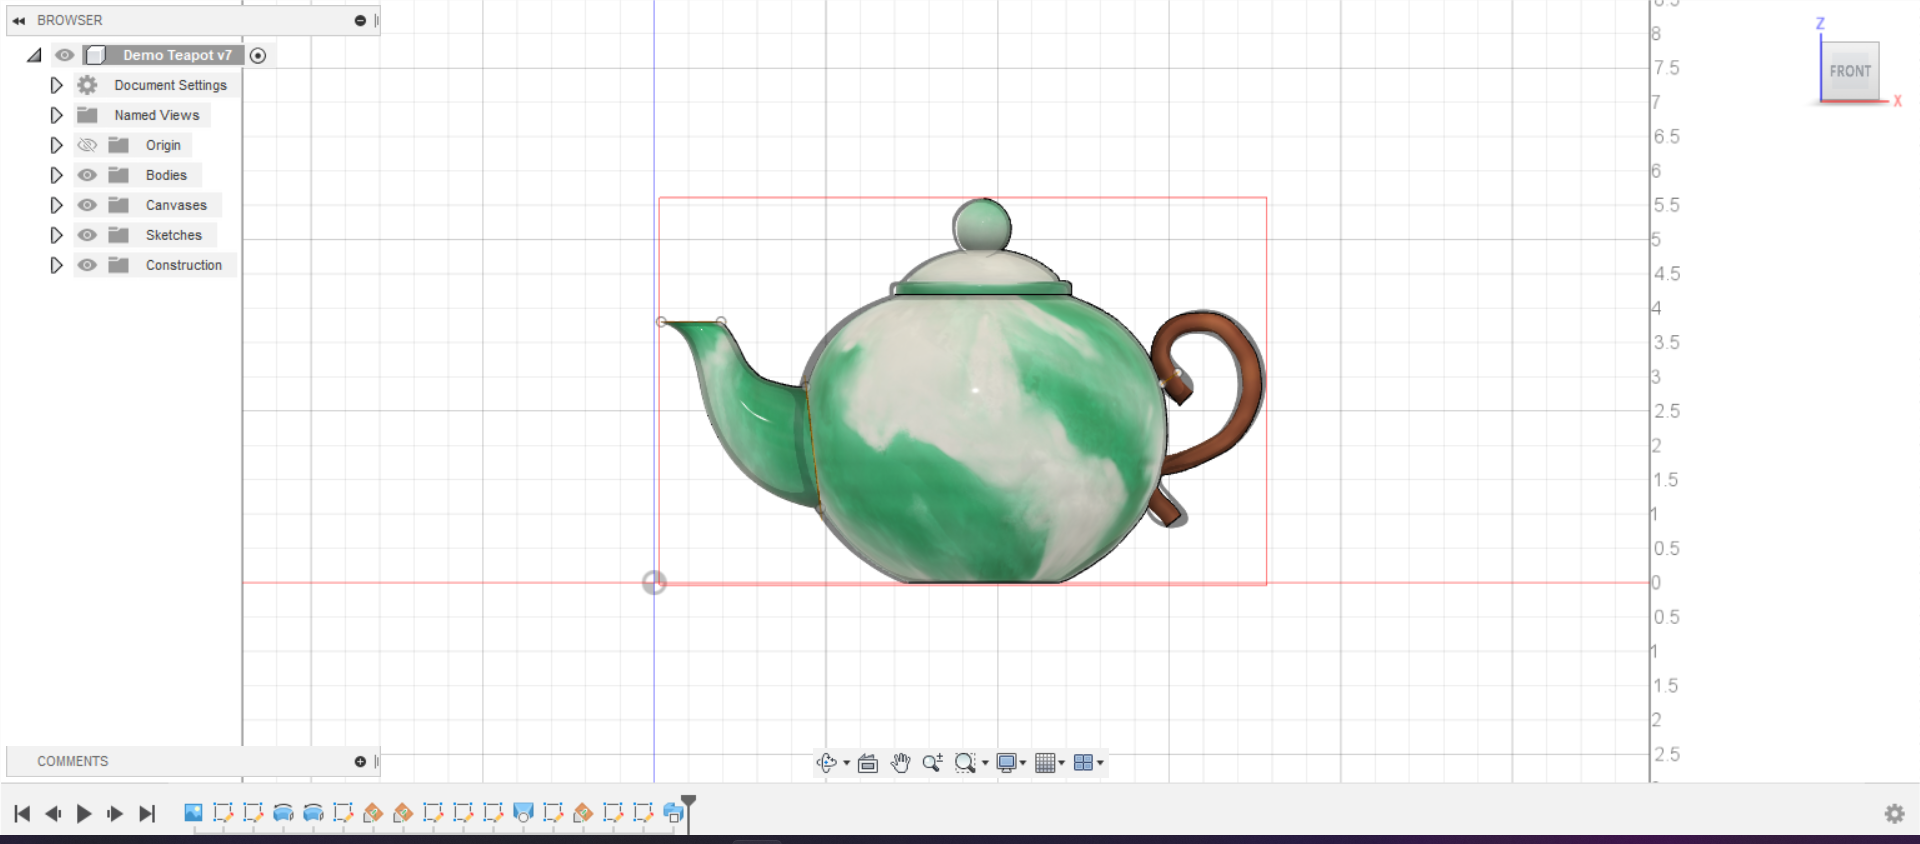 BROWSER
Demo Teapot v7
Document Settings
Named Views
Origin
Bodies
Canvases
Sketches
Construction
COMMENTS
8
7.5
7
6.5
6
5.5
5
4.5
4
3.5
3
2.5
2
1.5
1
0.5
0
0.5
1
1.5
2
2.5
Z
FRONT
X